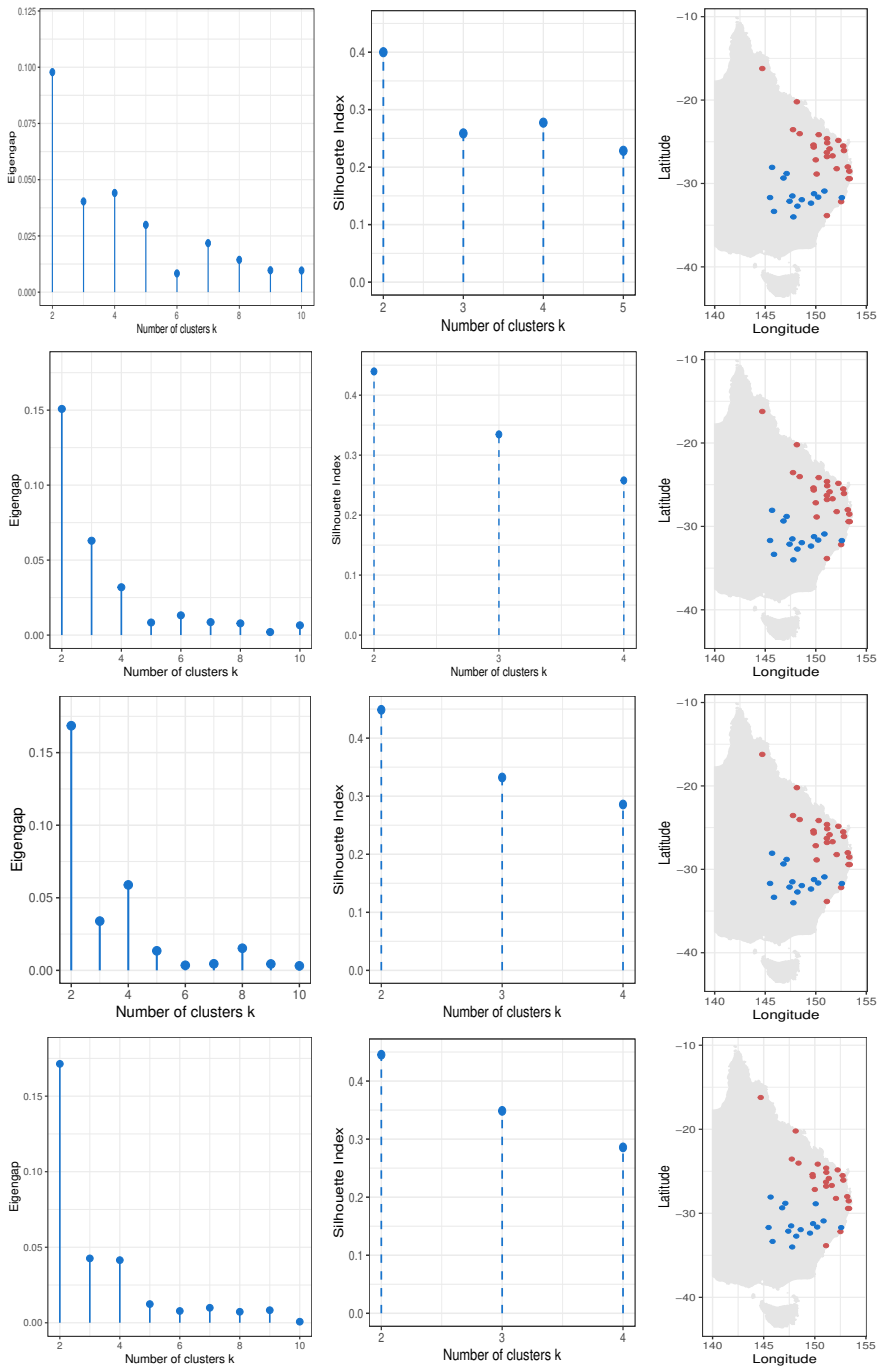 0.125
0.100
0.075
0.050
0.025
0.000
Eigengap
2 4 6 8 10
Number of clusters k
0.4
0.3
0.2
0.1
0.0
Silhouette Index
2 3 4 5
Number of clusters k
−10
−20
−30
−40
Latitude
140 145 150 155
Longitude
0.15
0.10
0.05
0.00
Eigengap
2 4 6 8 10
Number of clusters k
0.4
0.3
0.2
0.1
0.0
Silhouette Index
2 3 4
Number of clusters k
−10
−20
−30
−40
Latitude
140 145 150 155
Longitude
0.15
0.10
0.05
0.00
Eigengap
2 4 6 8 10
Number of clusters k
0.4
0.3
0.2
0.1
0.0
Silhouette Index
2 3 4
Number of clusters k
−10
−20
−30
−40
Latitude
140 145 150 155
Longitude
0.15
0.10
0.05
0.00
Eigengap
2 4 6 8 10
Number of clusters k
0.4
0.3
0.2
0.1
0.0
Silhouette Index
2 3 4
Number of clusters k
−10
−20
−30
−40
Latitude
140 145 150 155
Longitude